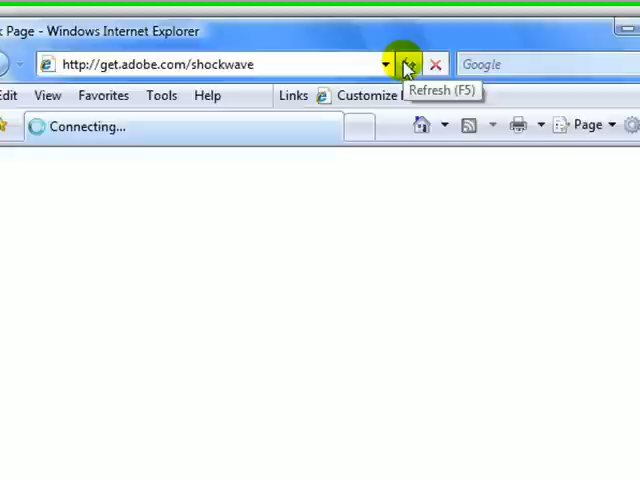 k Page - Windows Internet Explorer
http://get.adobe.com/shockwave
Google
Refresh (F5)
Edit View Favorites Tools Help Links Customize
Connecting... Page